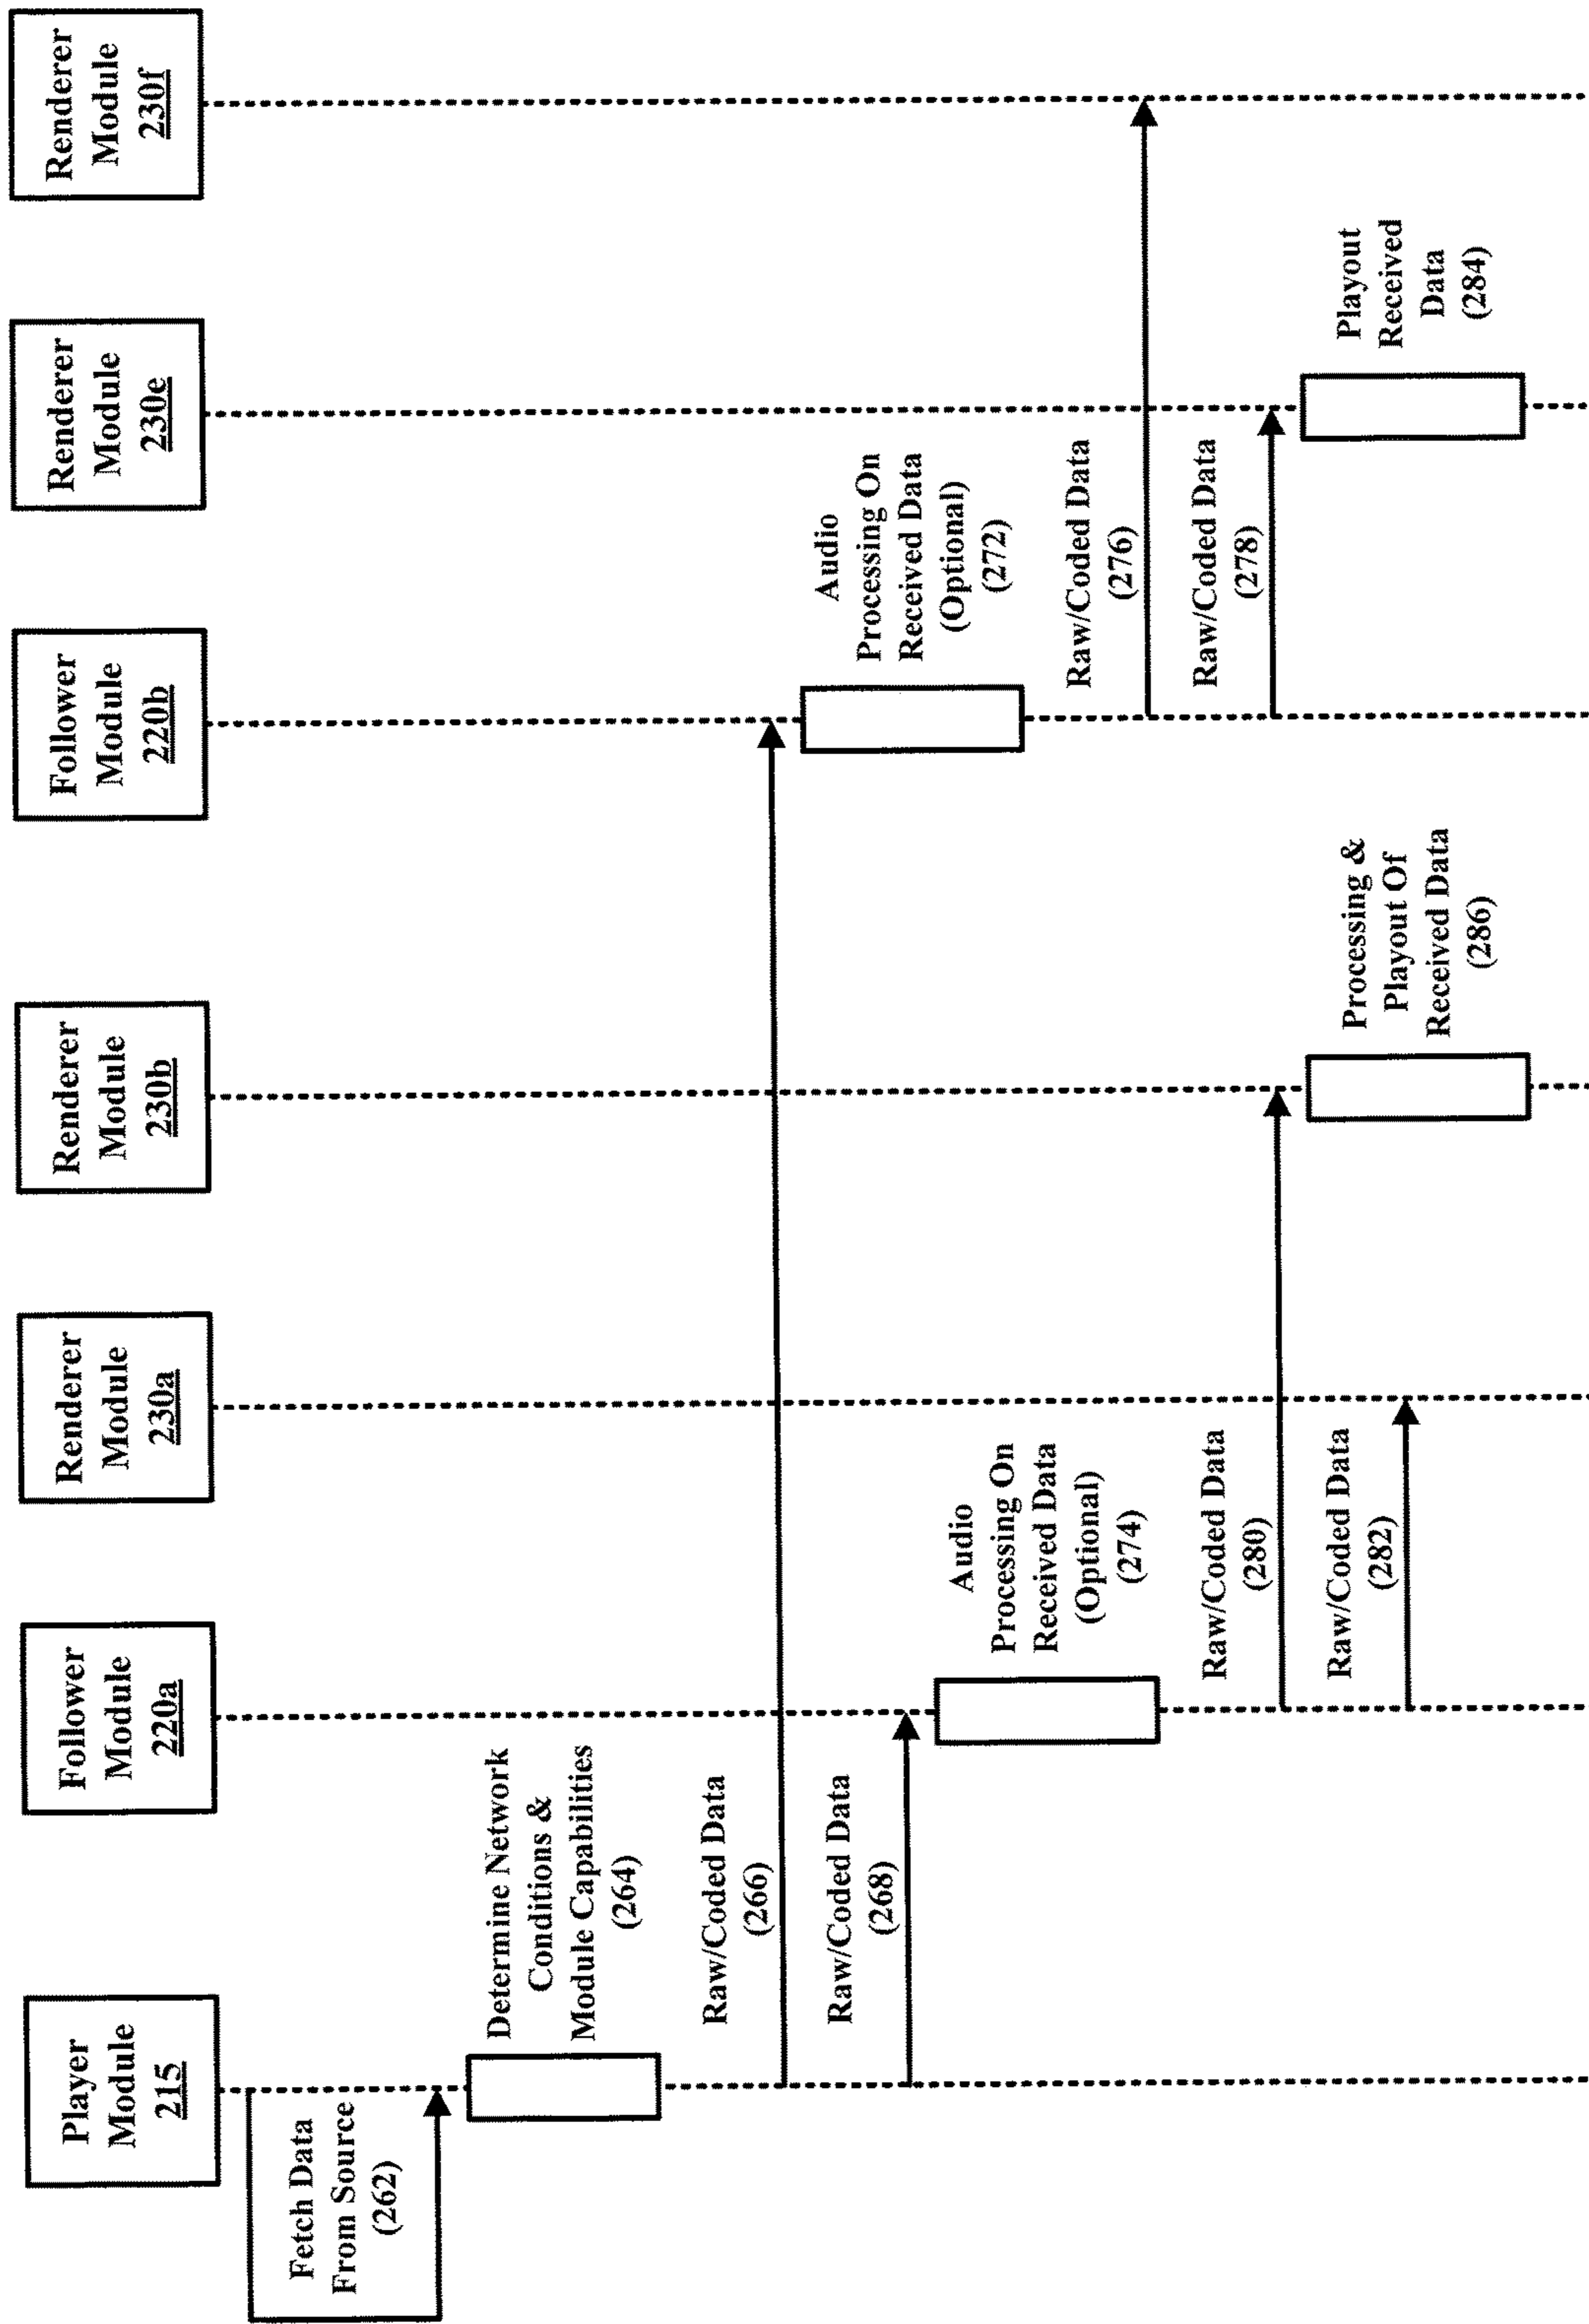 Player
Module
215
Follower
Module
220a
Renderer
Module
230a
Renderer
Module
230b
Follower
Module
220b
Renderer
Module
230e
Renderer
Module
230f
Fetch Data
From Source
(262)
Determine Network
Conditions &
Module Capabilities
(264)
Raw/Coded Data
(266)
Raw/Coded Data
(268)
Audio
Processing On
Received Data
(Optional)
(272)
Audio
Processing On
Received Data
(Optional)
(274)
Raw/Coded Data
(276)
Raw/Coded Data
(278)
Raw/Coded Data
(280)
Raw/Coded Data
(282)
Playout
Received
Data
(284)
Processing &
Playout Of
Received Data
(286)